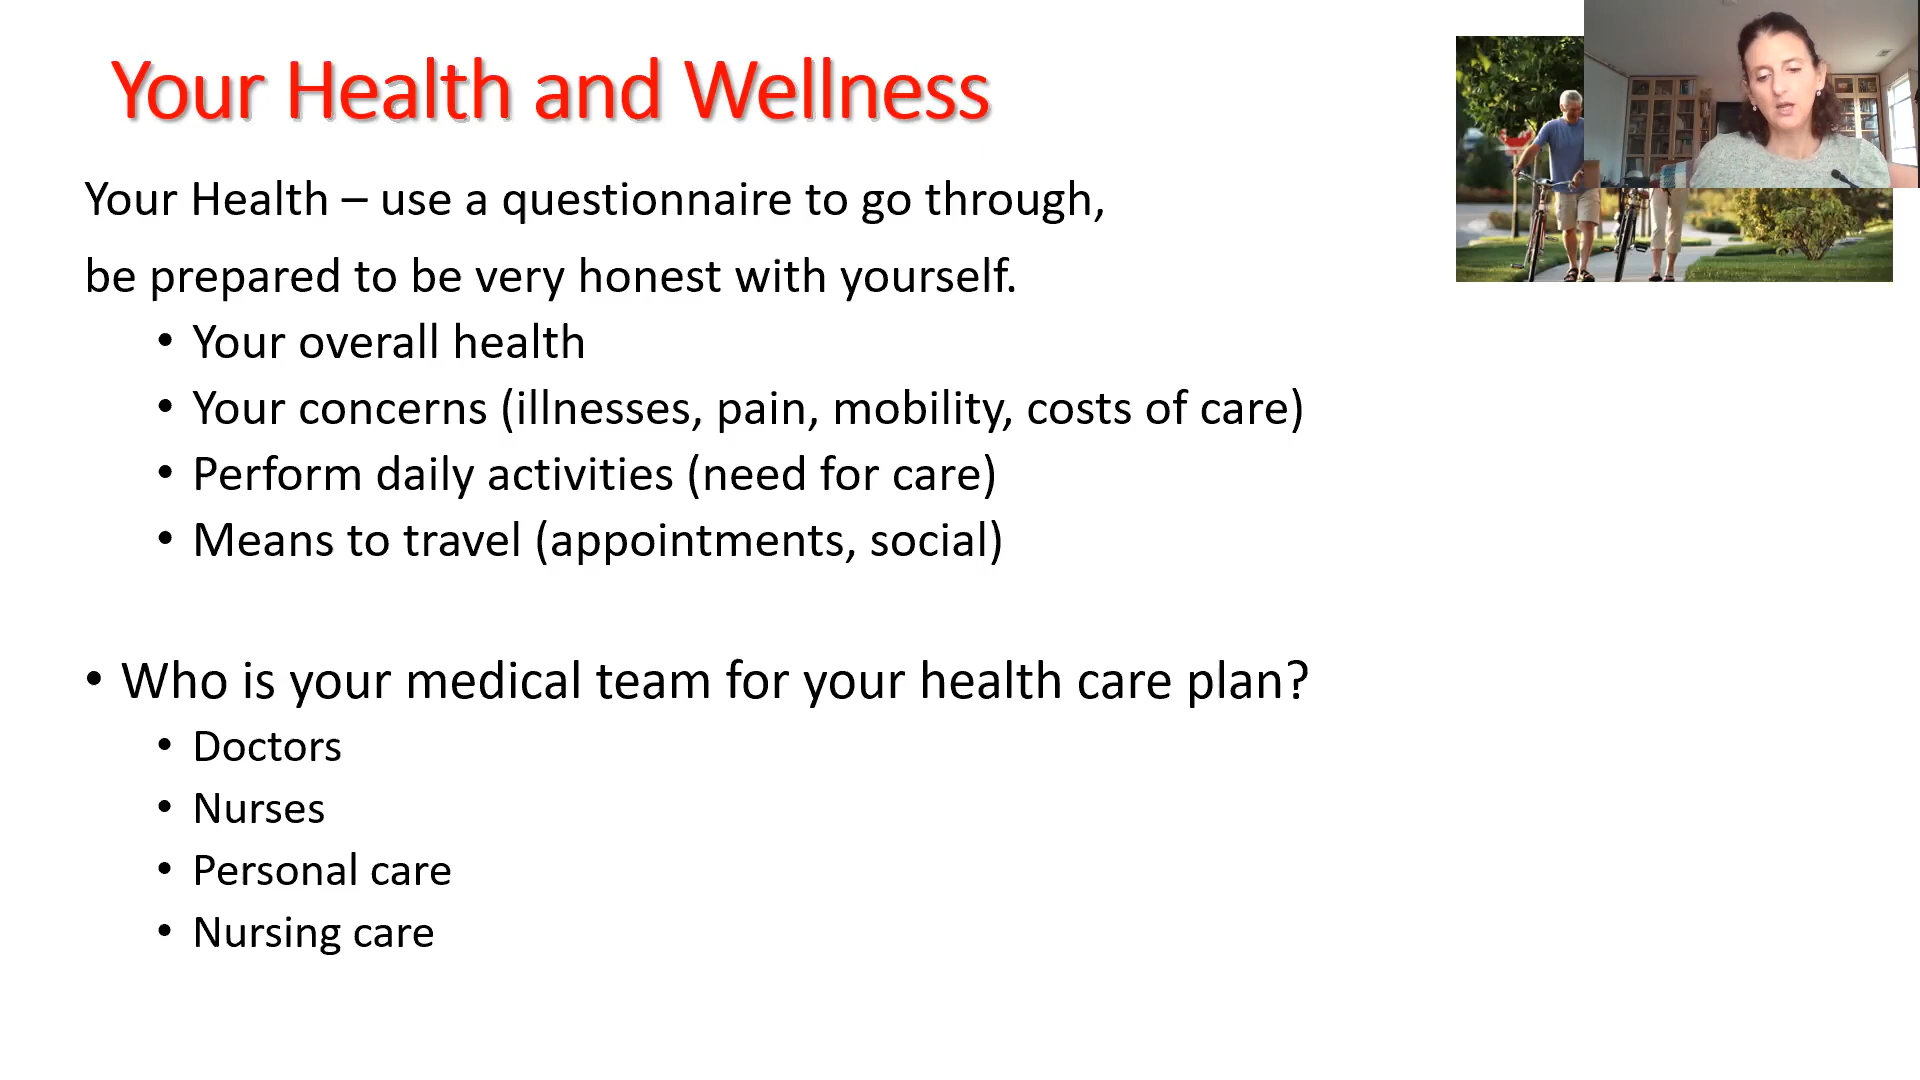 Your Health and Wellness
Your Health – use a questionnaire to go through,
be prepared to be very honest with yourself.
• Your overall health
• Your concerns (illnesses, pain, mobility, costs of care)
• Perform daily activities (need for care)
• Means to travel (appointments, social)
• Who is your medical team for your health care plan?
• Doctors
• Nurses
• Personal care
• Nursing care